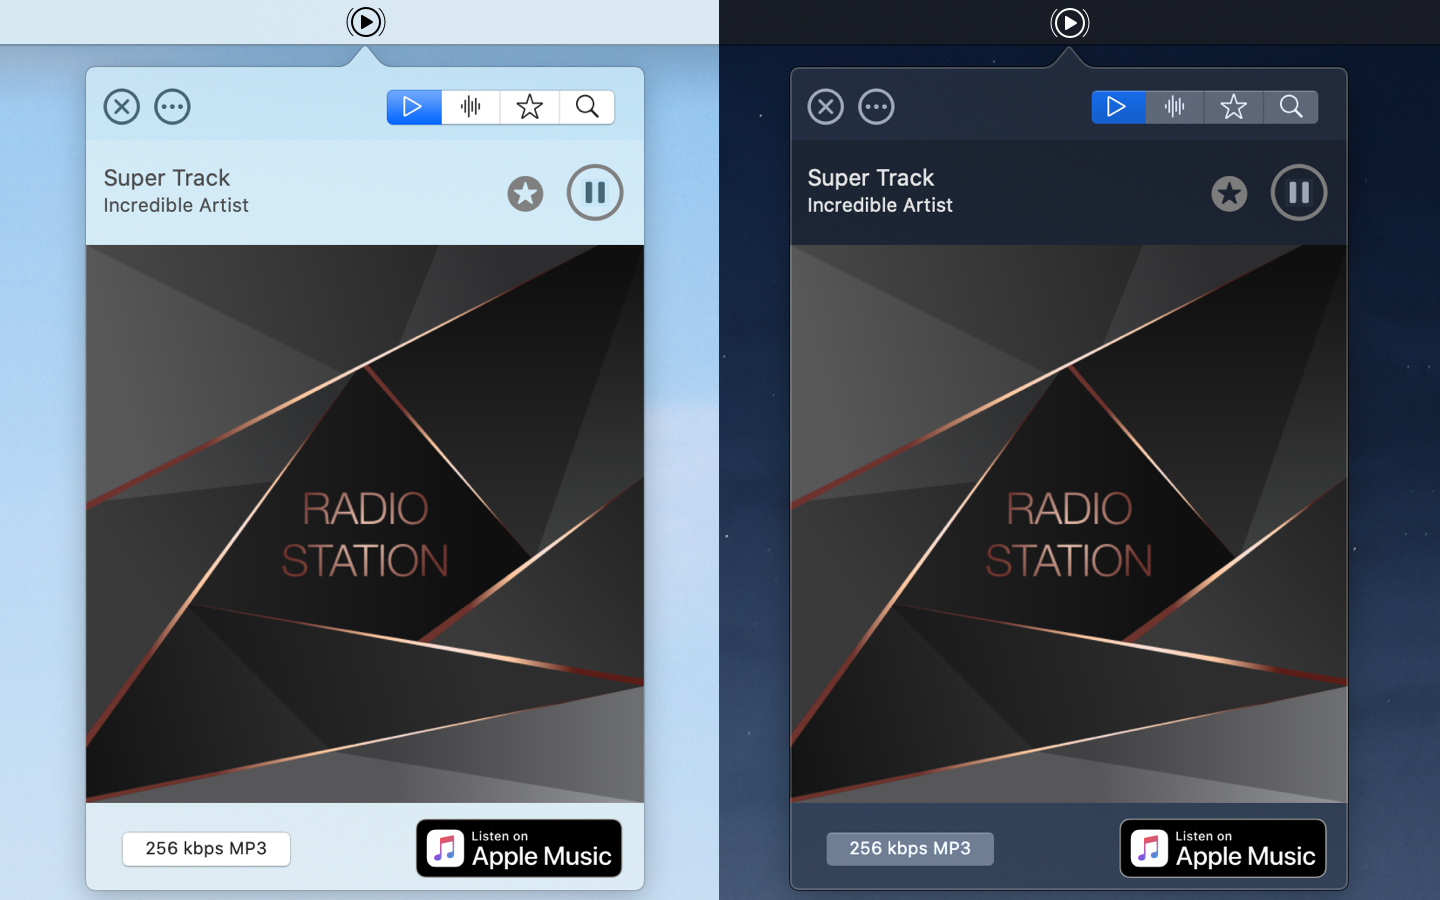 Super Track
Incredible Artist
RADIO
STATION
256 kbps MP3
Listen on
Apple Music
Super Track
Incredible Artist
RADIO
STATION
256 kbps MP3
Listen on
Apple Music